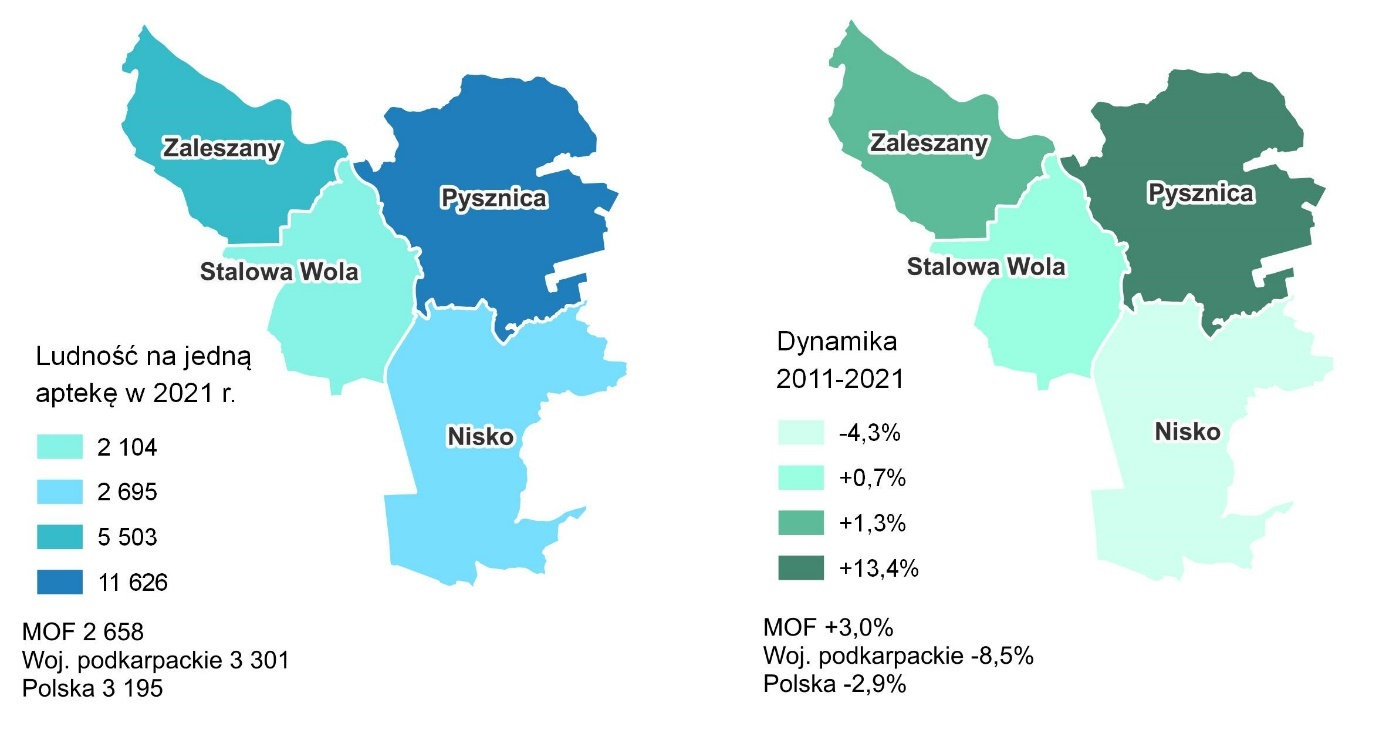 Zaleszany
Pysznica
Stalowa Wola
Nisko
Ludność na jedną
aptekę w 2021 r.
2 104
2 695
5 503
11 626
MOF 2 658
Woj. podkarpackie 3 301
Polska 3 195
Zaleszany
Pysznica
Stalowa Wola
Nisko
Dynamika
2011-2021
-4,3%
+0,7%
+1,3%
+13,4%
MOF +3,0%
Woj. podkarpackie -8,5%
Polska -2,9%